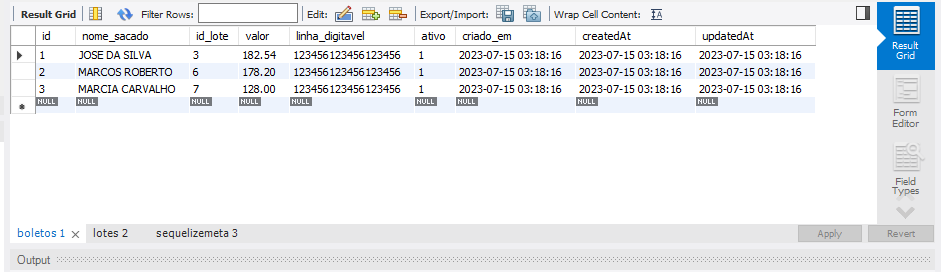 Result Grid Filter Rows: Edit: Export/Import: Wrap Cell Content:
id nome_sacado id_lote valor linha_digitavel ativo criado_em createdAt updatedAt
1 JOSE DA SILVA 3 182.54 123456123456123456 1 2023-07-15 03:18:16 2023-07-15 03:18:16 2023-07-15 03:18:16
2 MARCOS ROBERTO 6 178.20 123456123456123456 1 2023-07-15 03:18:16 2023-07-15 03:18:16 2023-07-15 03:18:16
3 MARCIA CARVALHO 7 128.00 123456123456123456 1 2023-07-15 03:18:16 2023-07-15 03:18:16 2023-07-15 03:18:16
NULL NULL NULL NULL NULL NULL NULL NULL NULL
Result
Grid
Form
Editor
Field
Types
boletos 1 lotes 2 sequelizemeta 3
Apply Revert
Output